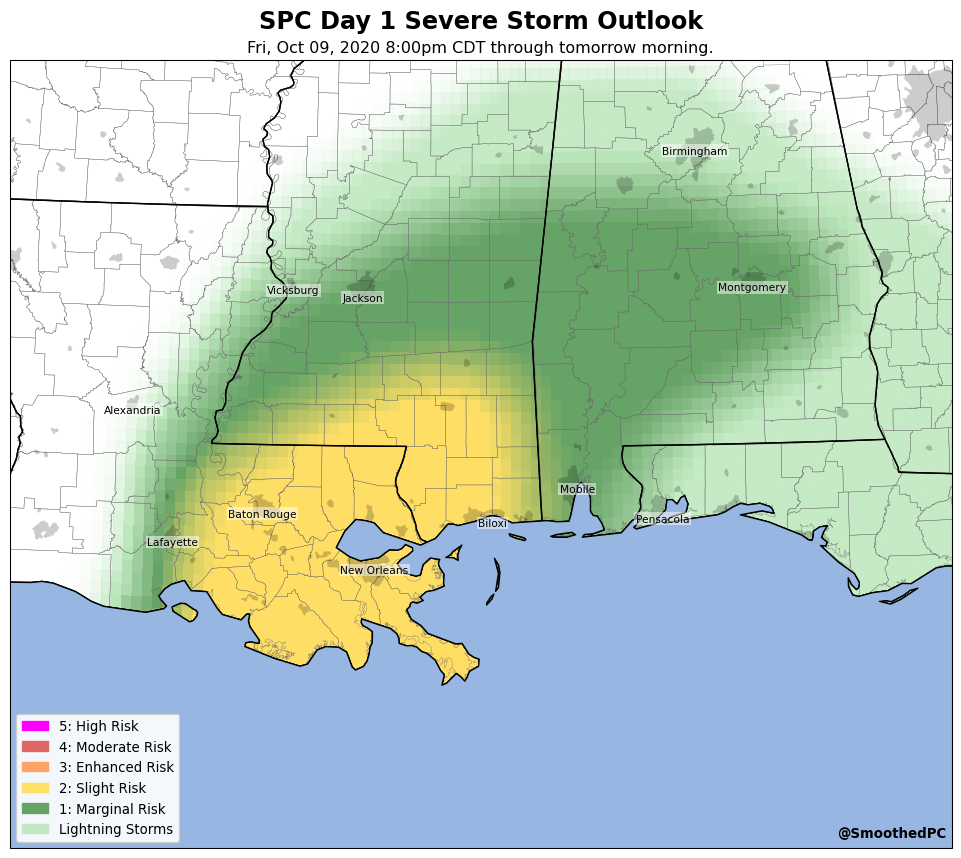 SPC Day 1 Severe Storm Outlook
Fri, Oct 09, 2020 8:00pm CDT through tomorrow morning.
Birmingham
Vicksburg
Jackson
Montgomery
Alexandria
Mobile
Baton Rouge
Biloxi
Pensacola
Lafayette
New Orleans
5: High Risk
4: Moderate Risk
3: Enhanced Risk
2: Slight Risk
1: Marginal Risk
Lightning Storms
@SmoothedPC